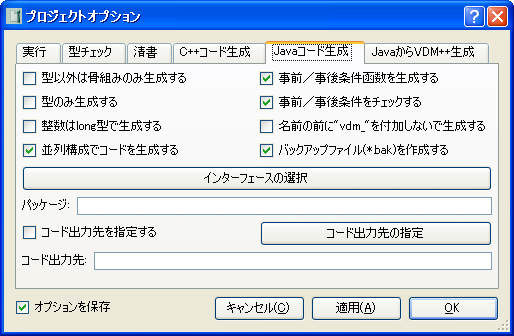 プロジェクトオプション
実行 型チェック 清書 C++コード生成 Javaコード生成 JavaからVDM++生成
型以外は骨組みのみ生成する 事前／事後条件函数を生成する
型のみ生成する 事前／事後条件をチェックする
整数はlong型で生成する 名前の前に"vdm_"を付加しないで生成する
並列構成でコードを生成する バックアップファイル(*.bak)を作成する
インターフェースの選択
パッケージ:
コード出力先を指定する コード出力先の指定
コード出力先:
オプションを保存 キャンセル(C) 適用(A) OK